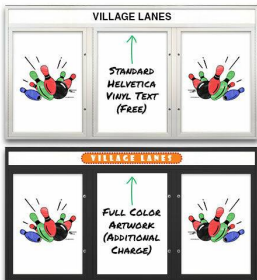 VILLAGE LANES
STANDARD
HELVETICA
VINYL TEXT
(FREE)
VILLAGE LANES
FULL COLOR
ARTWORK
(ADDITIONAL
CHARGE)